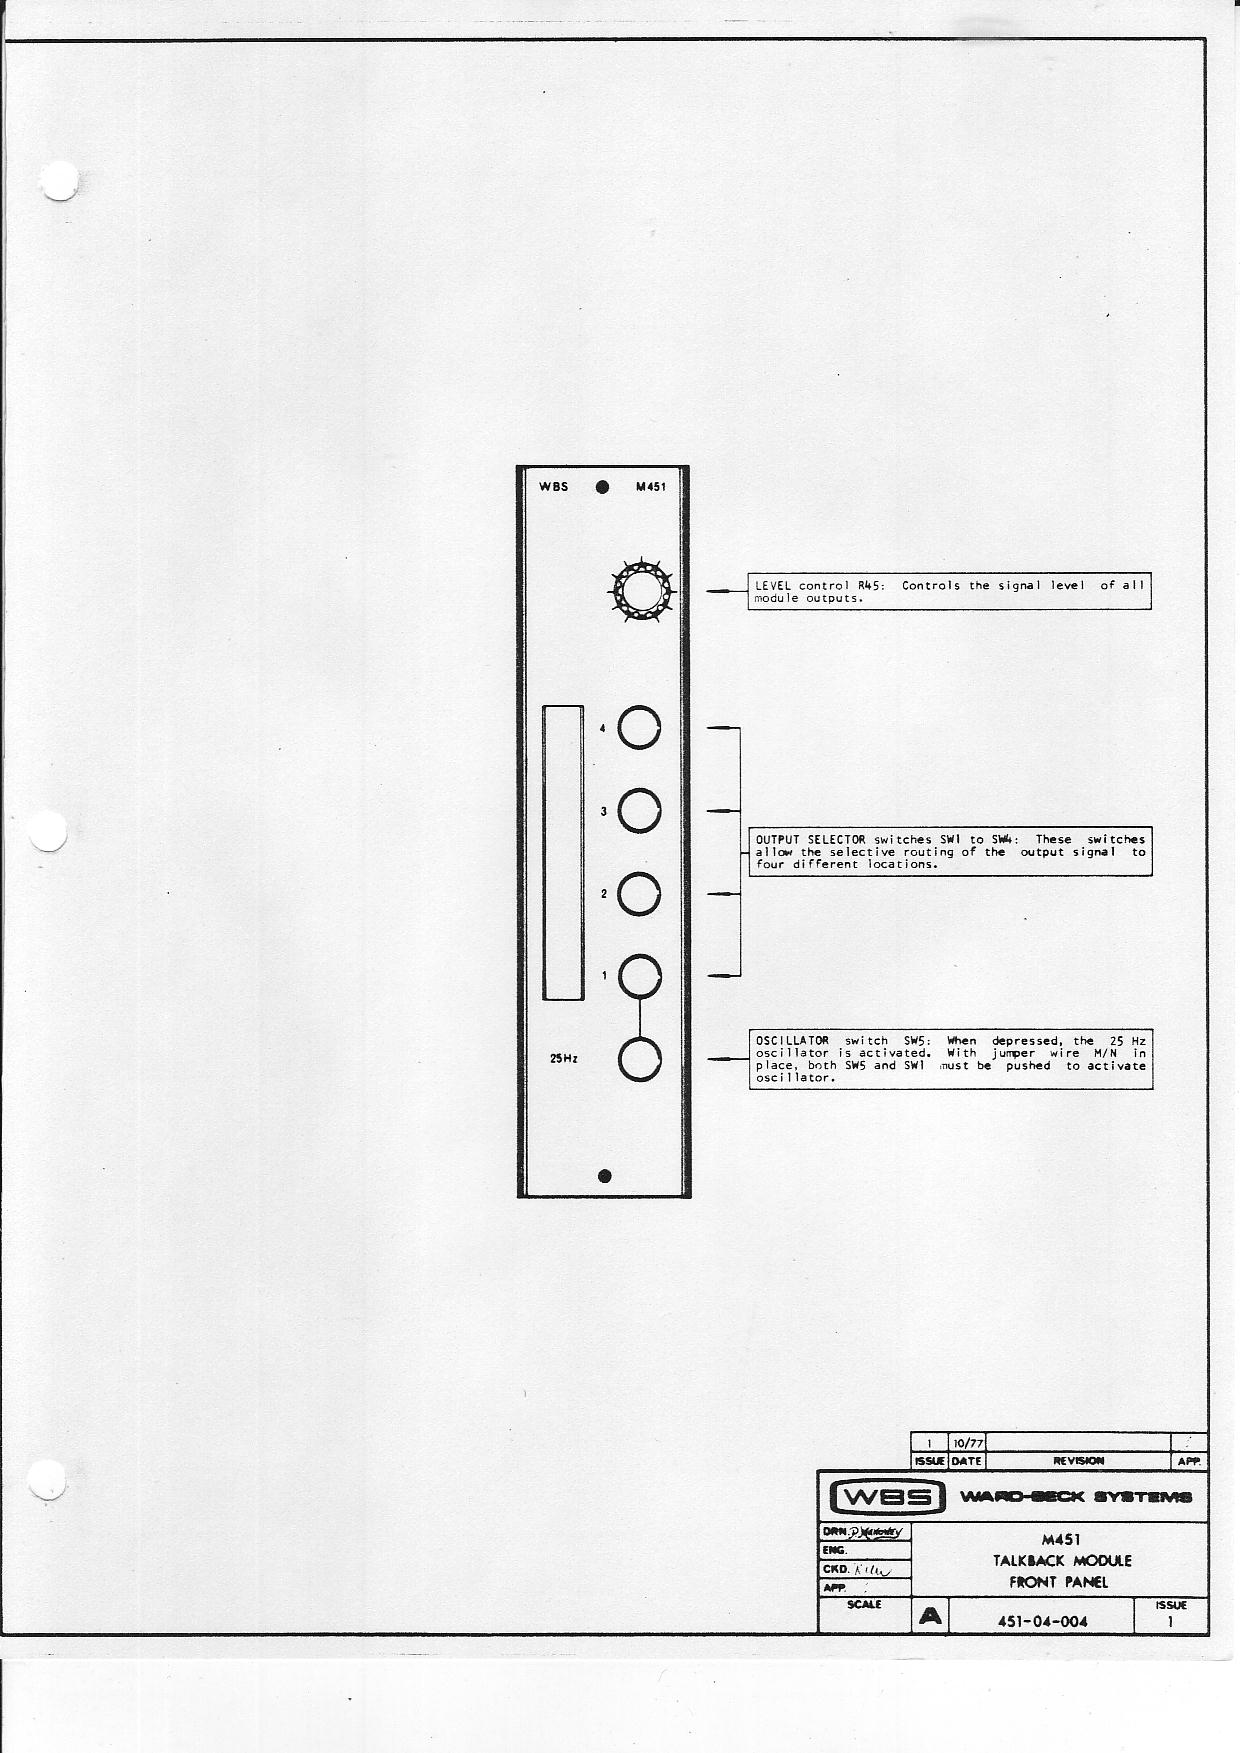 WBS M451
LEVEL control R45: Controls the signal level of all
module outputs.
4
3
OUTPUT SELECTOR switches SW1 to SW4: These switches
allow the selective routing of the output signal to
four different locations.
2
1
25Hz
OSCILLATOR switch SW5: When depressed, the 25 Hz
oscillator is activated. With jumper wire M/N in
place, both SW5 and SW1 must be pushed to activate
oscillator.
1 10/77
ISSUE DATE REVISION APP.
WBS WARD-BECK SYSTEMS
DRN.
ENG.
CKD.
APP.
M451
TALKBACK MODULE
FRONT PANEL
SCALE
A
451-04-004
ISSUE
1